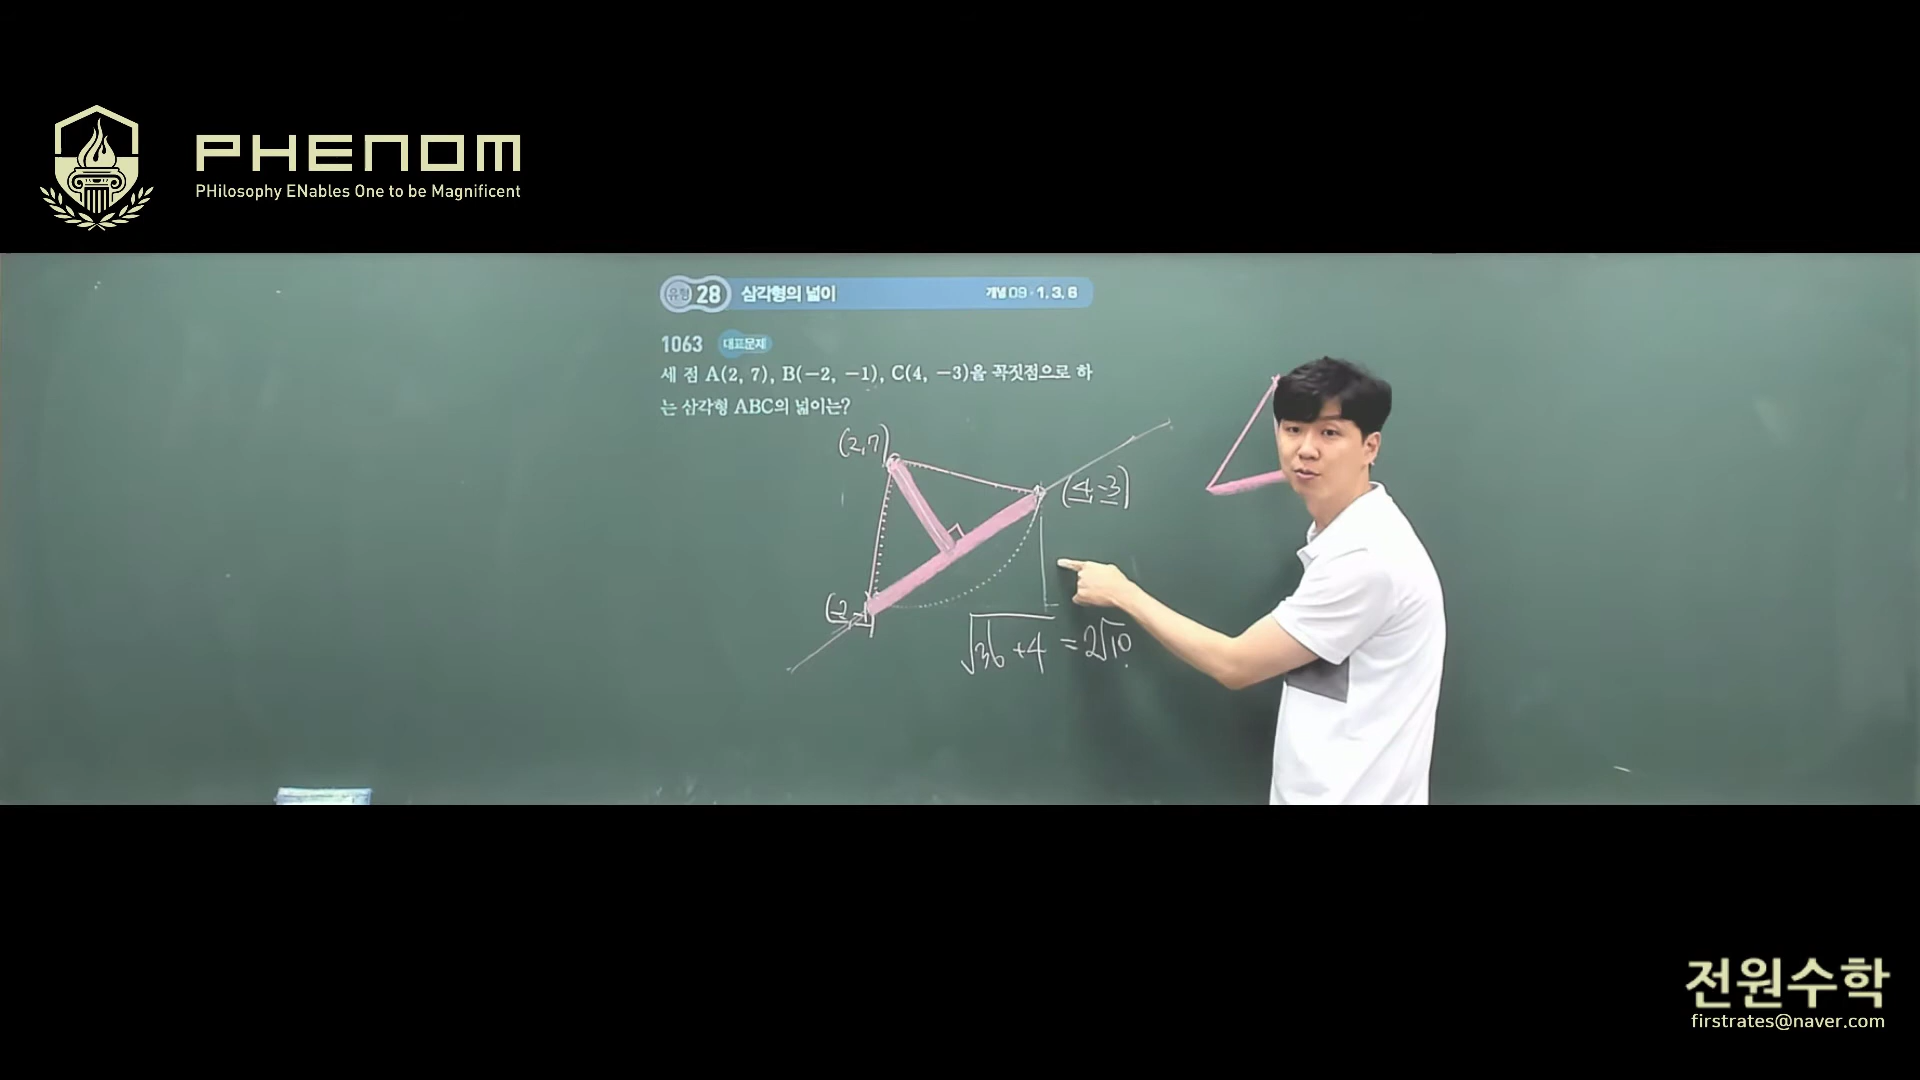 PHENOM
PHilosophy ENables One to be Magnificent
유형 28 삼각형의 넓이 개념 09-1, 3, 6
1063 대표문제
세 점 A(2, 7), B(−2, −1), C(4, −3)을 꼭짓점으로 하
는 삼각형 ABC의 넓이는?
(2,7)
(4,-3)
(-2,-1)
√36+4 = 2√10
전원수학
firstrates@naver.com